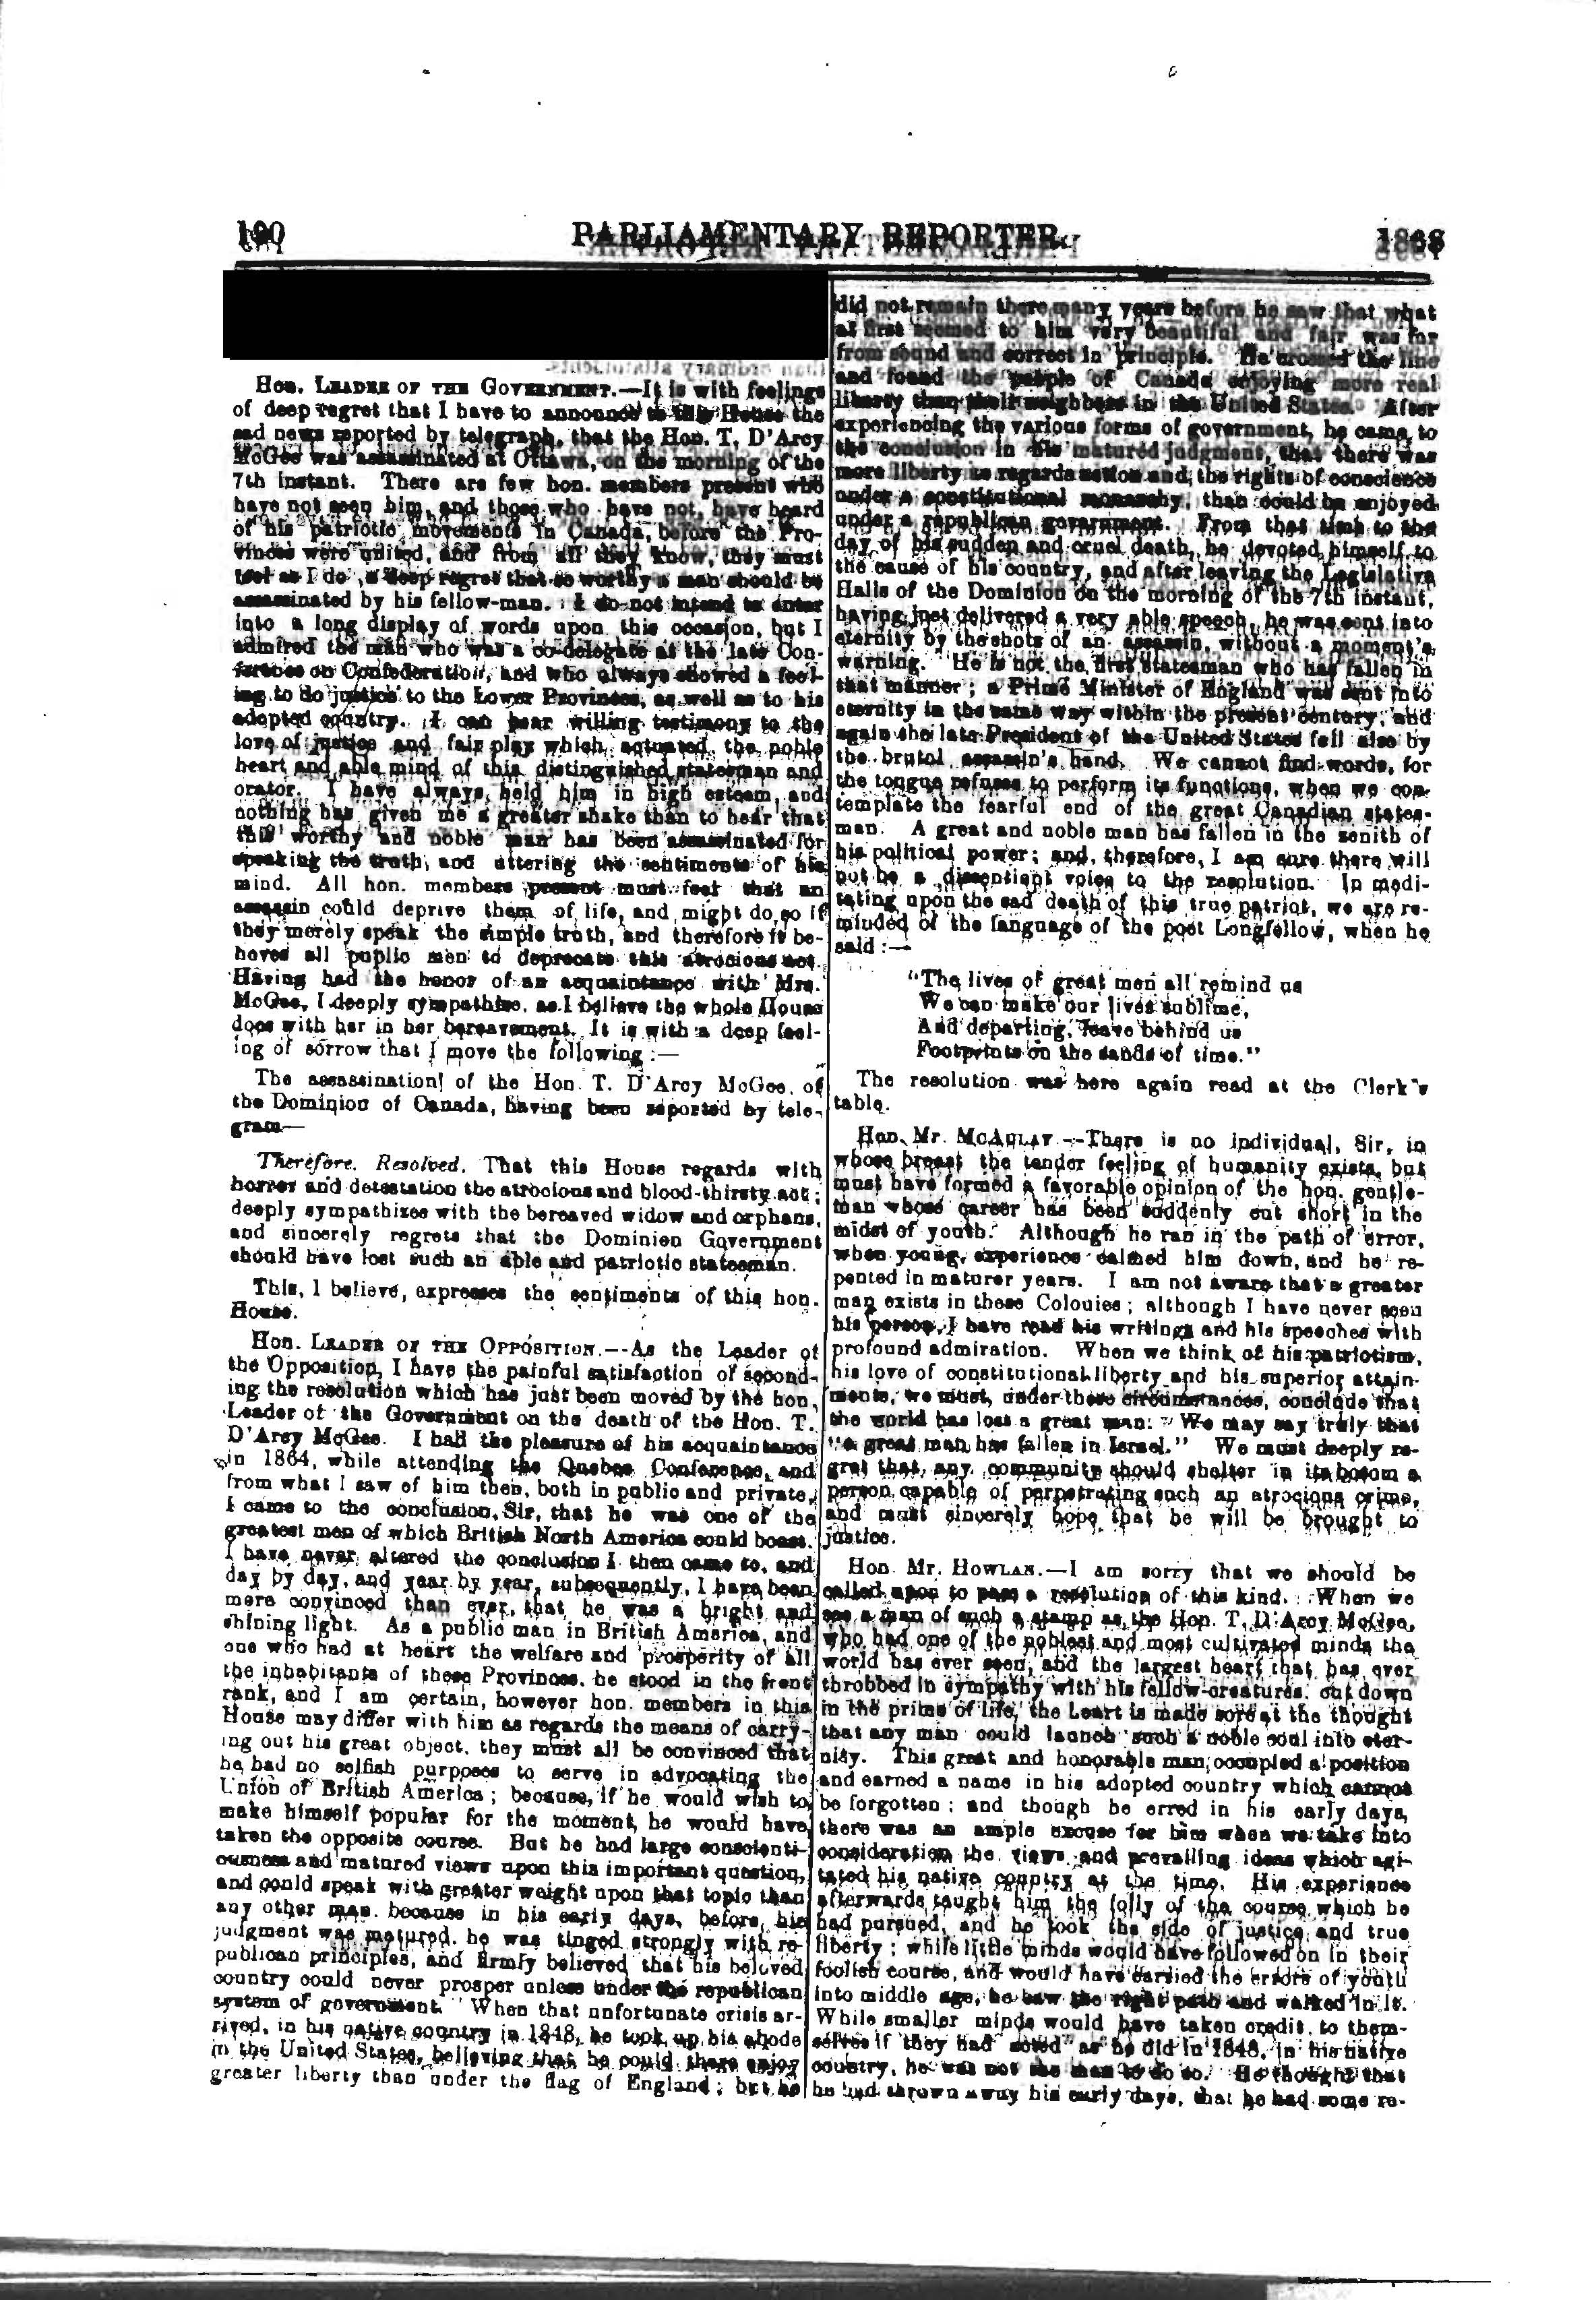 100 PARLIAMENTARY REPORTER. 1868
Hon. LEADER OF THE GOVERNMENT.—It is with feelings
of deep regret that I have to announce to this House the
sad news reported by telegraph, that the Hon. T. D'Arcy
McGee was assassinated at Ottawa, on the morning of the
7th instant. There are few hon. members present who
have not seen him, and those who have not, have heard
of his patriotic movements in Canada, before the Pro-
vinces were united, and from all they know, they must
feel as I do, a deep regret that so worthy a man should be
assassinated by his fellow-man. I do not intend to enter
into a long display of words upon this occasion, but I
admired the man who was a co-delegate at the late Con-
ference on Confederation, and who always showed a feel-
ing to do justice to the Lower Provinces, as well as to his
adopted country. I can bear willing testimony to the
love of justice and fair play which actuated the noble
heart and able mind of this distinguished statesman and
orator. I have always held him in high esteem, and
nothing has given me a greater shake than to hear that
this worthy and noble man has been assassinated for
speaking the truth, and uttering the sentiments of his
mind. All hon. members present must feel that an
assassin could deprive them of life, and might do so if
they merely speak the simple truth, and therefore it be-
hoves all public men to deprecate this atrocious act.
Having had the honor of an acquaintance with Mrs.
McGee, I deeply sympathise, as I believe the whole House
does with her in her bereavement. It is with a deep feel-
ing of sorrow that I move the following :—
The assassination of the Hon. T. D'Arcy McGee, of
the Dominion of Canada, having been reported by tele-
gram—
Therefore, Resolved, That this House regards with
horror and detestation the atrocious and blood-thirsty act;
deeply sympathizes with the bereaved widow and orphans,
and sincerely regrets that the Dominion Government
should have lost such an able and patriotic statesman.
This, I believe, expresses the sentiments of this hon.
House.
Hon. LEADER OF THE OPPOSITION.--As the Leader of
the Opposition, I have the painful satisfaction of second-
ing the resolution which has just been moved by the hon.
Leader of the Government on the death of the Hon. T.
D'Arcy McGee. I had the pleasure of his acquaintance
in 1864, while attending the Quebec Conference, and
from what I saw of him then, both in public and private,
I came to the conclusion, Sir, that he was one of the
greatest men of which British North America could boast.
I have never altered the conclusion I then came to, and
day by day, and year by year, subsequently, I have been
more convinced than ever, that he was a bright and
shining light. As a public man in British America, and
one who had at heart the welfare and prosperity of all
the inhabitants of these Provinces, he stood in the front
rank, and I am certain, however hon. members in this
House may differ with him as regards the means of carry-
ing out his great object, they must all be convinced that
he had no selfish purposes to serve in advocating the
Union of British America; because, if he would wish to
make himself popular for the moment, he would have
taken the opposite course. But he had large conscienti-
ousness and matured views upon this important question,
and could speak with greater weight upon that topic than
any other man, because in his early days, before his
judgment was matured, he was tinged strongly with re-
publican principles, and firmly believed that his beloved
country could never prosper unless under the republican
system of government. When that unfortunate crisis ar-
rived, in his native country in 1848, he took up his abode
in the United States, believing that he could there enjoy
greater liberty than under the flag of England; but he
did not remain there many years before he saw that what
at first seemed to him very beautiful and fair was far
from sound and correct in principle. He crossed the line
and found the people of Canada enjoying more real
liberty than their neighbors in the United States. After
experiencing the various forms of government, he came to
the conclusion in his matured judgment, that there was
more liberty as regards action and the rights of conscience
under a constitutional monarchy, than could be enjoyed
under a republican government. From that time to the
day of his sudden and cruel death, he devoted himself to
the cause of his country, and after leaving the Legislative
Halls of the Dominion on the morning of the 7th instant,
having just delivered a very able speech, he was sent into
eternity by the shots of an assassin, without a moment's
warning. He is not the first statesman who has fallen in
that manner; a Prime Minister of England was sent into
eternity in the same way within the present century, and
again the late President of the United States fell also by
the brutal assassin's hand. We cannot find words, for
the tongue refuses to perform its functions, when we con-
template the fearful end of the great Canadian states-
man. A great and noble man has fallen in the zenith of
his political power; and, therefore, I am sure there will
not be a dissentient voice to the resolution. In medi-
tating upon the sad death of this true patriot, we are re-
minded of the language of the poet Longfellow, when he
said :—
"The lives of great men all remind us
We can make our lives sublime,
And departing, leave behind us
Footprints on the sands of time."
The resolution was here again read at the Clerk's
table.
Hon. Mr. McAULAY.--There is no individual, Sir, in
whose breast the tender feeling of humanity exists, but
must have formed a favorable opinion of the hon. gentle-
man whose career has been suddenly cut short in the
midst of youth. Although he ran in the path of error,
when young, experience calmed him down, and he re-
pented in maturer years. I am not aware that a greater
man exists in these Colonies; although I have never seen
his person, I have read his writings and his speeches with
profound admiration. When we think of his patriotism,
his love of constitutional liberty and his superior attain-
ments, we must, under these circumstances, conclude that
the world has lost a great man. We may say truly that
"a great man has fallen in Israel." We must deeply re-
gret that any community should shelter in its bosom a
person capable of perpetrating such an atrocious crime,
and must sincerely hope that he will be brought to
justice.
Hon. Mr. HOWLAN.—I am sorry that we should be
called upon to pass a resolution of this kind. When we
see a man of such a stamp as the Hon. T. D'Arcy McGee,
who had one of the noblest and most cultivated minds the
world has ever seen, and the largest heart that has ever
throbbed in sympathy with his fellow-creatures, cut down
in the prime of life, the heart is made sore at the thought
that any man could launch such a noble soul into eter-
nity. This great and honorable man occupied a position
and earned a name in his adopted country which cannot
be forgotten; and though he erred in his early days,
there was an ample excuse for him when we take into
consideration the views and prevailing ideas which agi-
tated his native country at the time. His experience
afterwards taught him the folly of the course which he
had pursued, and he took the side of justice and true
liberty; while little minds would have followed on in their
foolish course, and would have carried the errors of youth
into middle age, he saw the right path and walked in it.
While smaller minds would have taken credit to them-
selves if they had acted as he did in 1848, in his native
country, he was not the man to do so. He thought that
he had thrown away his early days, that he had some re-